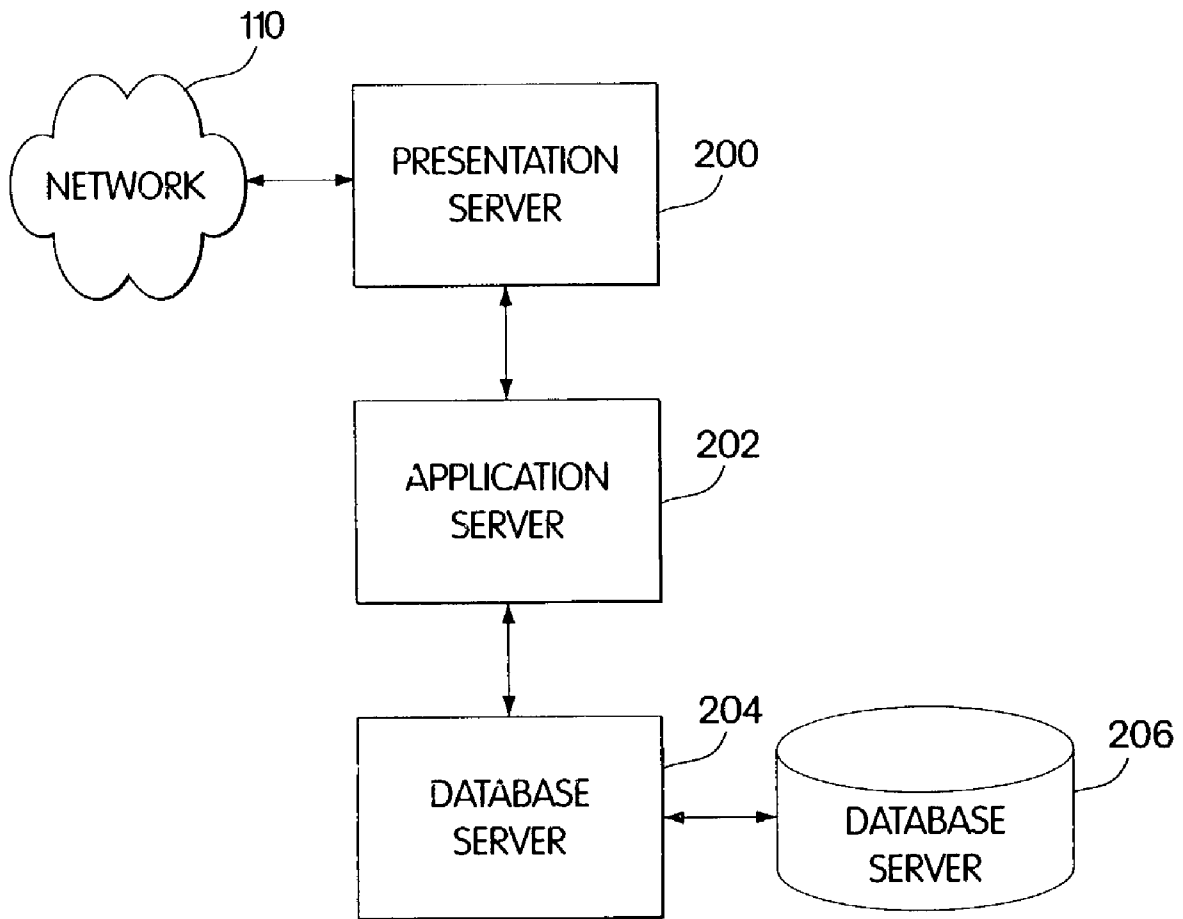 110
NETWORK
PRESENTATION
SERVER
200
APPLICATION
SERVER
202
DATABASE
SERVER
204
DATABASE
SERVER
206